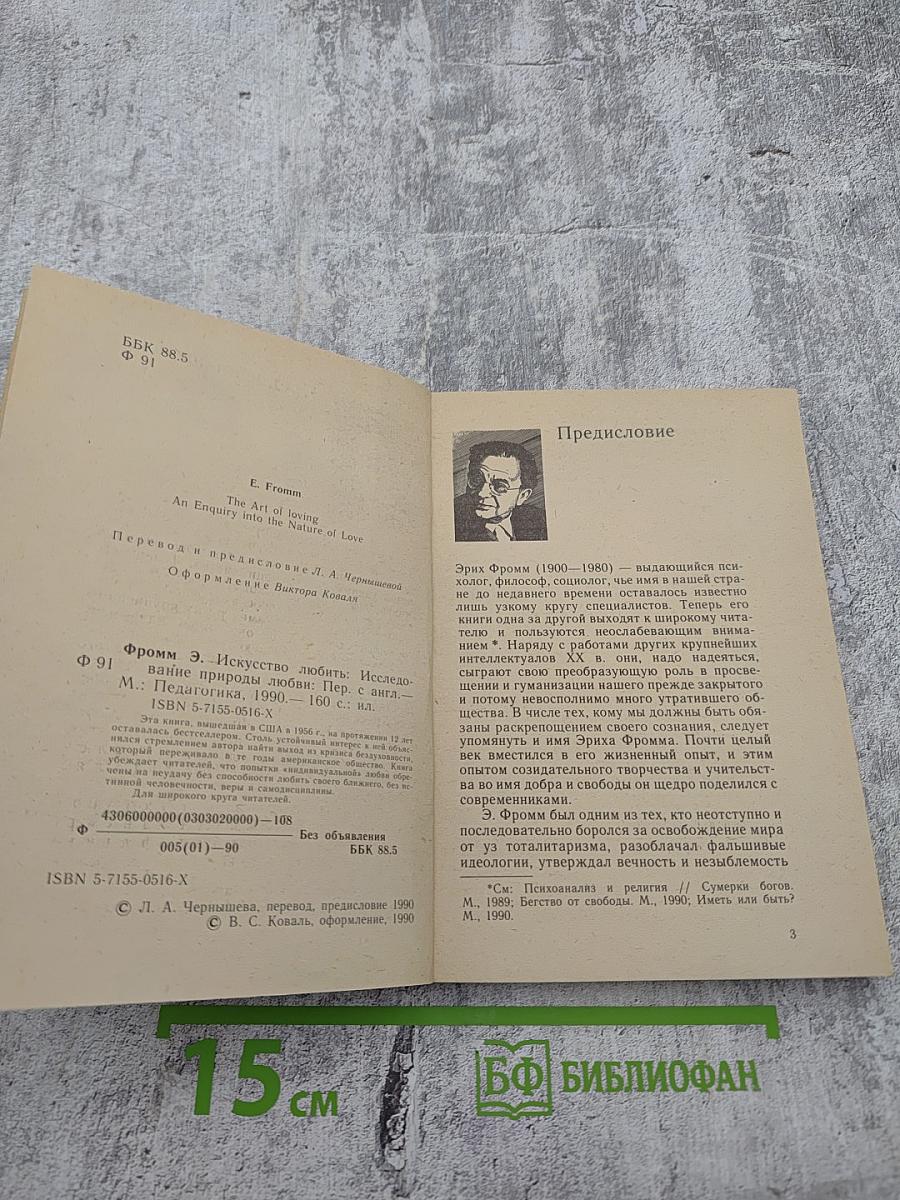 ББК 88.5
Ф 91
E. Fromm
The Art of loving
An Enquiry into the Nature of Love
Перевод и предисловие Л. А. Чернышевой
Оформление Виктора Коваля
Фромм Э. Искусство любить: Исследо-
Ф 91 вание природы любви: Пер. с англ.—
М.: Педагогика, 1990.— 160 с.: ил.
ISBN 5-7155-0516-X
Эта книга, вышедшая в США в 1956 г., на протяжении 12 лет
оставалась бестселлером. Столь устойчивый интерес к ней объяс-
нился стремлением автора найти выход из кризиса бездуховности,
который переживало в те годы американское общество. Книга
убеждает читателей, что попытки «индивидуальной» любви обре-
чены на неудачу без способности любить своего ближнего, без ис-
тинной человечности, веры и самодисциплины.
Для широкого круга читателей.
4306000000(0303020000)—108
Ф
Без объявления
005(01)—90
ББК 88.5
ISBN 5-7155-0516-X
© Л. А. Чернышева, перевод, предисловие 1990
© В. С. Коваль, оформление, 1990
Предисловие
Эрих Фромм (1900—1980) — выдающийся пси-
холог, философ, социолог, чье имя в нашей стра-
не до недавнего времени оставалось известно
лишь узкому кругу специалистов. Теперь его
книги одна за другой выходят к широкому чита-
телю и пользуются неослабевающим внима-
нием *. Наряду с работами других крупнейших
интеллектуалов XX в. они, надо надеяться,
сыграют свою преобразующую роль в просве-
щении и гуманизации нашего прежде закрытого
и потому невосполнимо много утратившего об-
щества. В числе тех, кому мы должны быть обя-
заны раскрепощением своего сознания, следует
упомянуть и имя Эриха Фромма. Почти целый
век вместился в его жизненный опыт, и этим
опытом созидательного творчества и учительст-
ва во имя добра и свободы он щедро поделился с
современниками.
Э. Фромм был одним из тех, кто неотступно и
последовательно боролся за освобождение мира
от уз тоталитаризма, разоблачал фальшивые
идеологии, утверждал вечность и незыблемость
*См: Психоанализ и религия // Сумерки богов.
М., 1989; Бегство от свободы. М., 1990; Иметь или быть?
М., 1990.
3
15 см
БФ БИБЛИОФАН